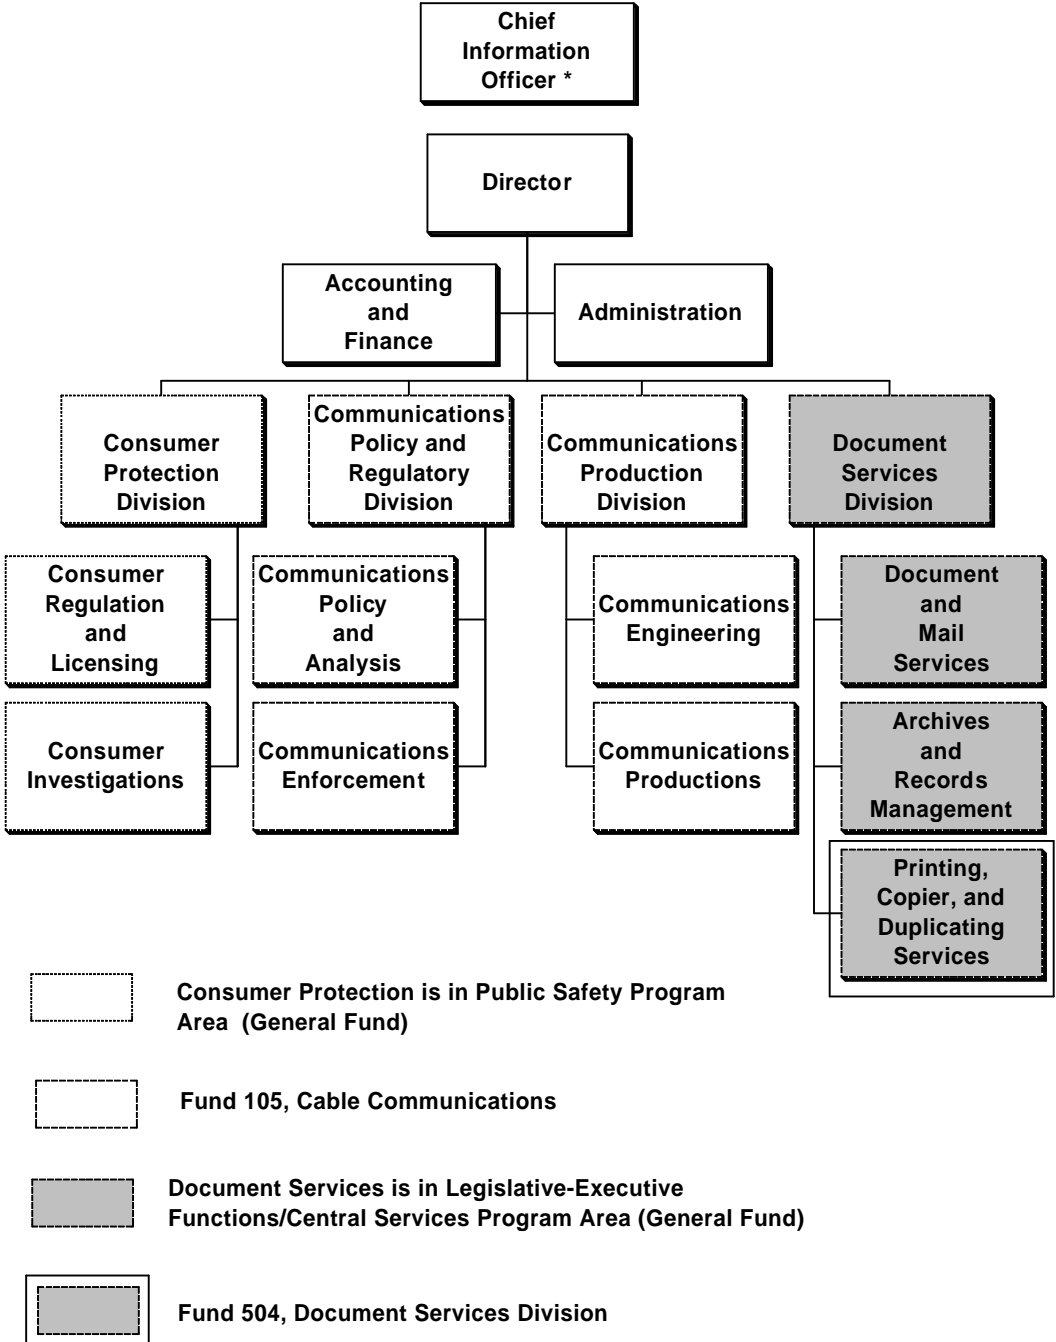 Chief
Information
Officer *
Director
Accounting
and
Finance
Administration
Consumer
Protection
Division
Communications
Policy and
Regulatory
Division
Communications
Production
Division
Document
Services
Division
Consumer
Regulation
and
Licensing
Communications
Policy
and
Analysis
Communications
Engineering
Document
and
Mail
Services
Consumer
Investigations
Communications
Enforcement
Communications
Productions
Archives
and
Records
Management
Printing,
Copier, and
Duplicating
Services
Consumer Protection is in Public Safety Program
Area (General Fund)
Fund 105, Cable Communications
Document Services is in Legislative-Executive
Functions/Central Services Program Area (General Fund)
Fund 504, Document Services Division